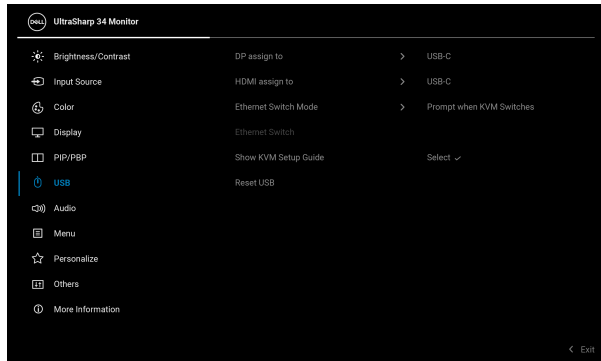 DELL UltraSharp 34 Monitor
Brightness/Contrast DP assign to > USB-C
Input Source HDMI assign to > USB-C
Color Ethernet Switch Mode > Prompt when KVM Switches
Display Ethernet Switch
PIP/PBP Show KVM Setup Guide Select ✓
USB Reset USB
Audio
Menu
Personalize
Others
More Information
< Exit